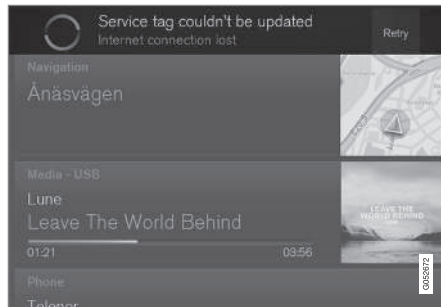 Service tag couldn't be updated
Internet connection lost
Retry
Navigation
Ånäsvägen
Media - USB
Lune
Leave The World Behind
01:21
03:56
LEAVE THE
WORLD BEHIND
Phone
Telenor
G052672